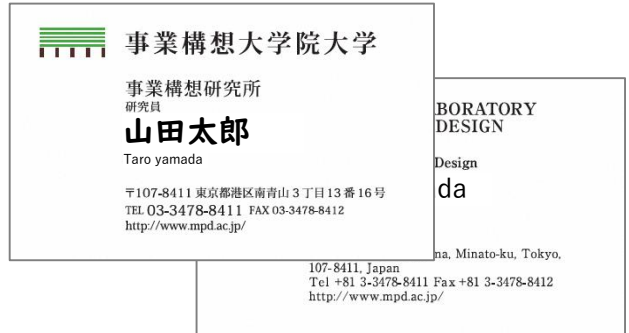 事業構想大学院大学
事業構想研究所
研究員
山田太郎
Taro yamada
〒107-8411 東京都港区南青山3丁目13番16号
TEL 03-3478-8411 FAX 03-3478-8412
http://www.mpd.ac.jp/
BORATORY
DESIGN
Design
da
na, Minato-ku, Tokyo,
107-8411, Japan
Tel +81 3-3478-8411 Fax +81 3-3478-8412
http://www.mpd.ac.jp/